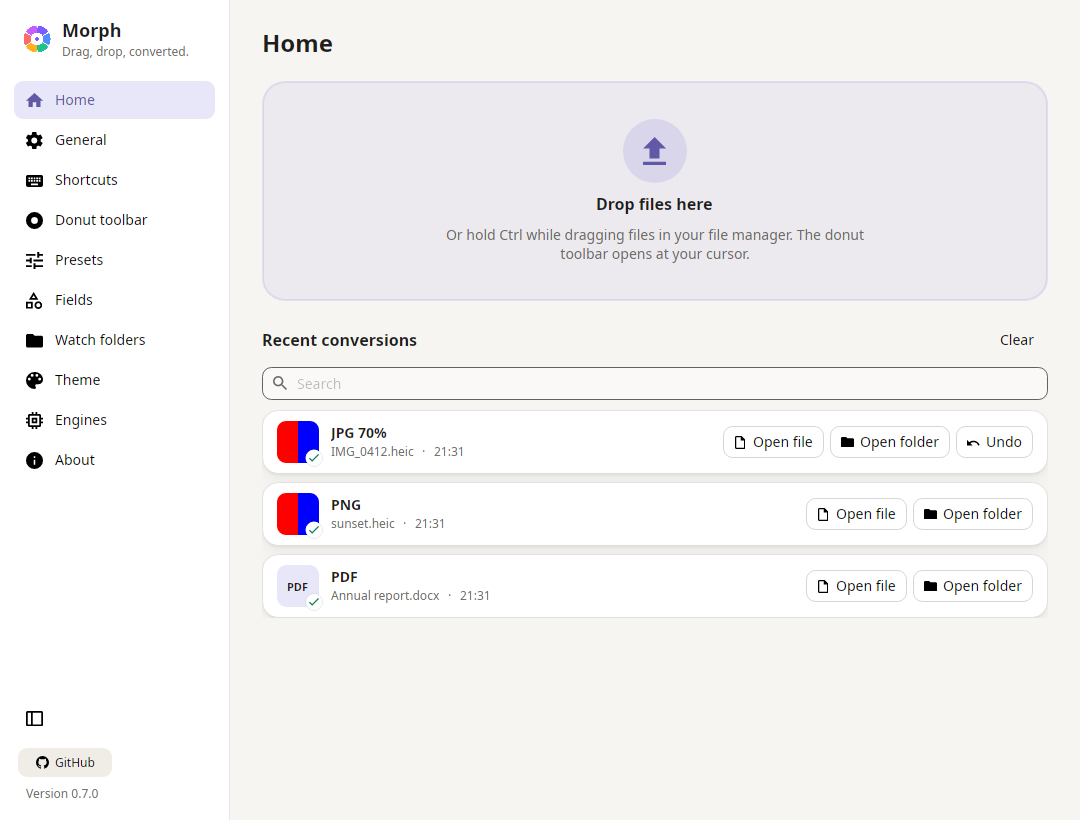 Morph
Drag, drop, converted.
Home
General
Shortcuts
Donut toolbar
Presets
Fields
Watch folders
Theme
Engines
About
GitHub
Version 0.7.0
Home
Drop files here
Or hold Ctrl while dragging files in your file manager. The donut
toolbar opens at your cursor.
Recent conversions
Clear
Search
JPG 70%
IMG_0412.heic · 21:31
Open file
Open folder
Undo
PNG
sunset.heic · 21:31
Open file
Open folder
PDF
PDF
Annual report.docx · 21:31
Open file
Open folder